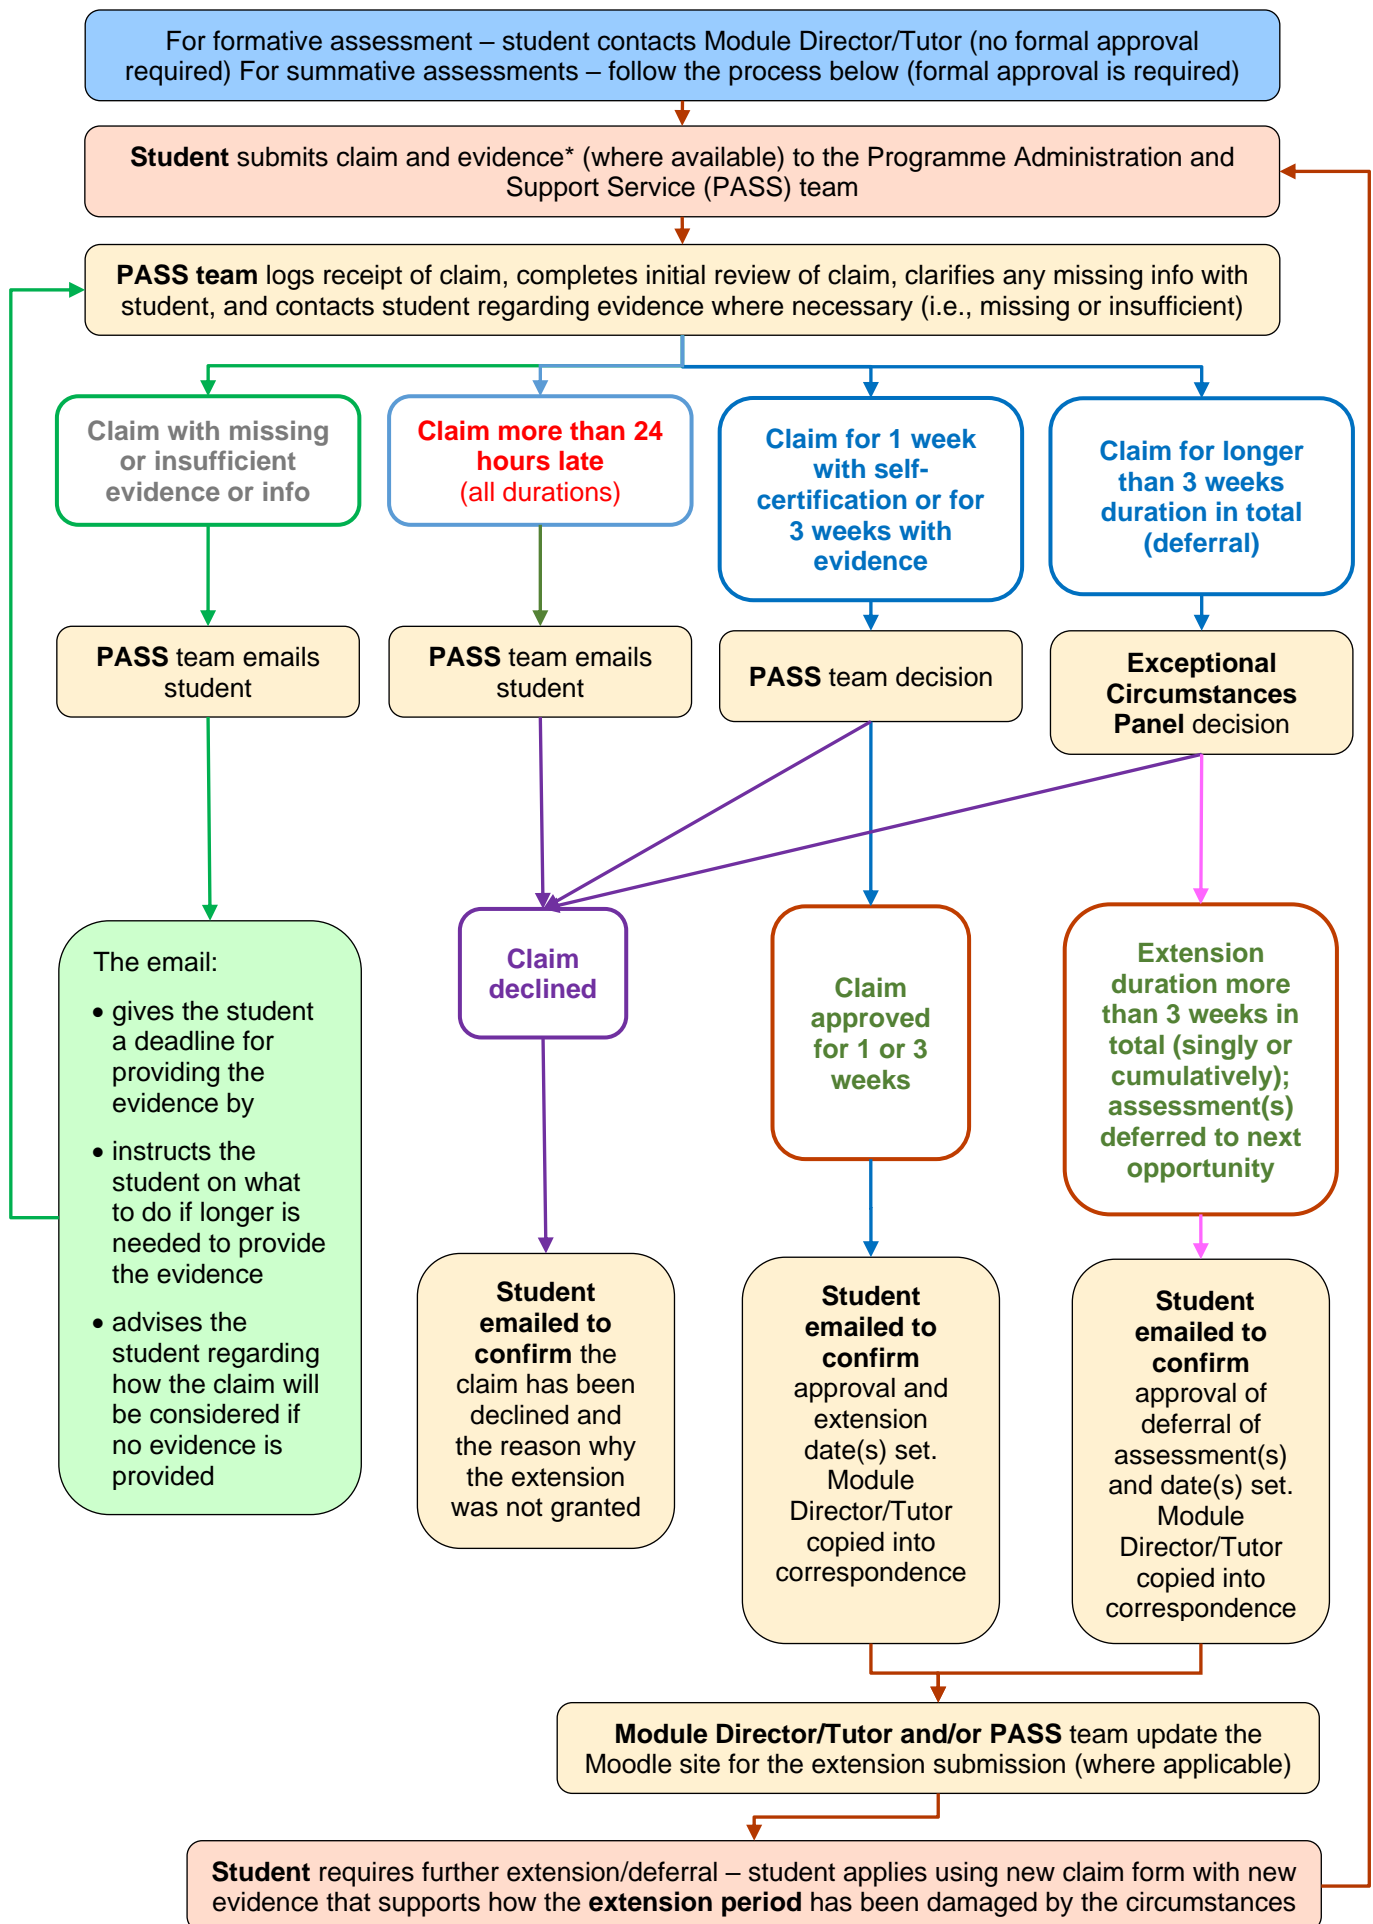 For formative assessment – student contacts Module Director/Tutor (no formal approval
required) For summative assessments – follow the process below (formal approval is required)
Student submits claim and evidence* (where available) to the Programme Administration and
Support Service (PASS) team
PASS team logs receipt of claim, completes initial review of claim, clarifies any missing info with
student, and contacts student regarding evidence where necessary (i.e., missing or insufficient)
Claim with missing
or insufficient
evidence or info
Claim more than 24
hours late
(all durations)
Claim for 1 week
with self-
certification or for
3 weeks with
evidence
Claim for longer
than 3 weeks
duration in total
(deferral)
PASS team emails
student
PASS team emails
student
PASS team decision
Exceptional
Circumstances
Panel decision
The email:
• gives the student
a deadline for
providing the
evidence by
• instructs the
student on what
to do if longer is
needed to provide
the evidence
• advises the
student regarding
how the claim will
be considered if
no evidence is
provided
Claim
declined
Claim
approved
for 1 or 3
weeks
Extension
duration more
than 3 weeks in
total (singly or
cumulatively);
assessment(s)
deferred to next
opportunity
Student
emailed to
confirm the
claim has been
declined and
the reason why
the extension
was not granted
Student
emailed to
confirm
approval and
extension
date(s) set.
Module
Director/Tutor
copied into
correspondence
Student
emailed to
confirm
approval of
deferral of
assessment(s)
and date(s) set.
Module
Director/Tutor
copied into
correspondence
Module Director/Tutor and/or PASS team update the
Moodle site for the extension submission (where applicable)
Student requires further extension/deferral – student applies using new claim form with new
evidence that supports how the extension period has been damaged by the circumstances